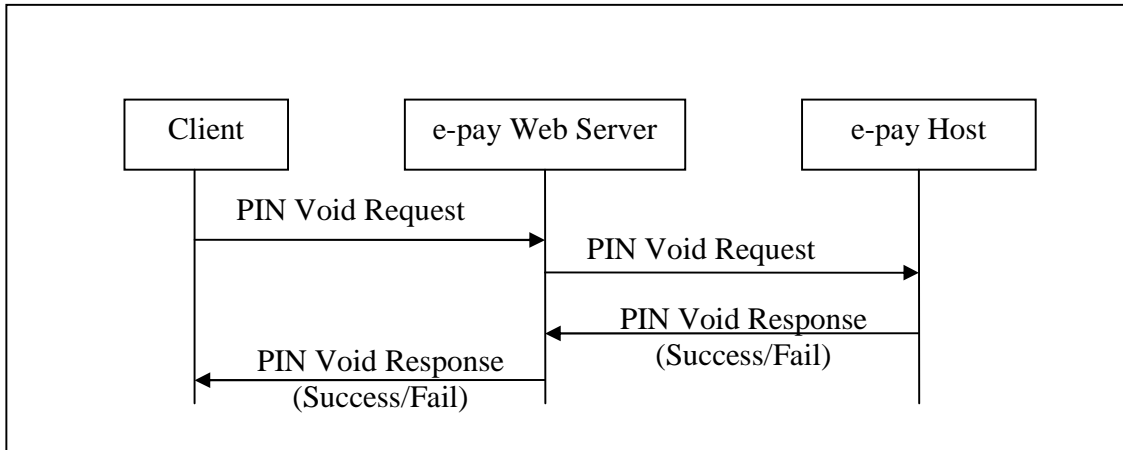 Client
e-pay Web Server
e-pay Host
PIN Void Request
PIN Void Request
PIN Void Response
(Success/Fail)
PIN Void Response
(Success/Fail)